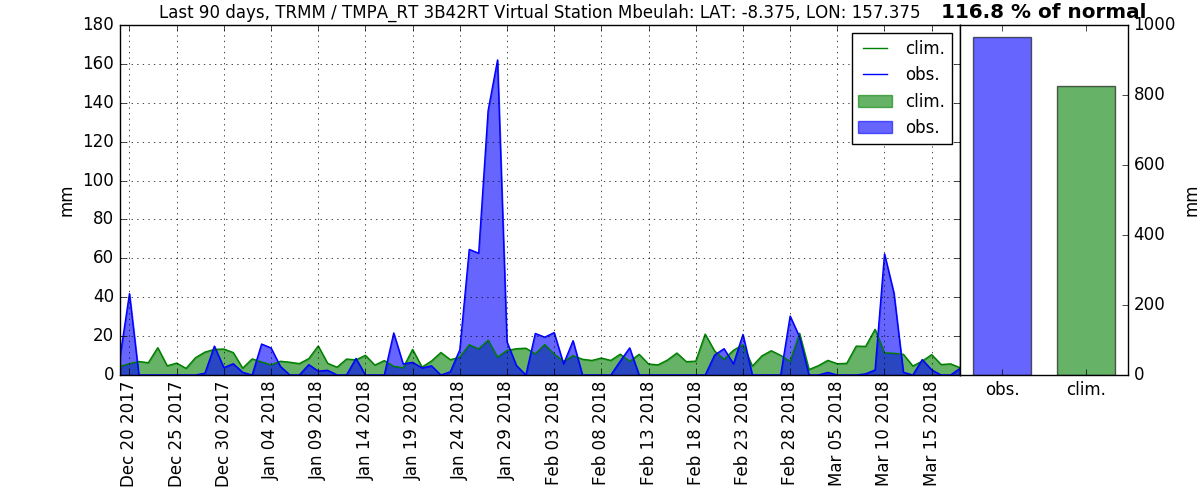 Last 90 days, TRMM / TMPA_RT 3B42RT Virtual Station Mbeulah: LAT: -8.375, LON: 157.375
116.8 % of normal
180
160
140
120
100
80
60
40
20
0
mm
clim.
obs.
clim.
obs.
Dec 20 2017
Dec 25 2017
Dec 30 2017
Jan 04 2018
Jan 09 2018
Jan 14 2018
Jan 19 2018
Jan 24 2018
Jan 29 2018
Feb 03 2018
Feb 08 2018
Feb 13 2018
Feb 18 2018
Feb 23 2018
Feb 28 2018
Mar 05 2018
Mar 10 2018
Mar 15 2018
1000
800
600
400
200
0
mm
obs.
clim.